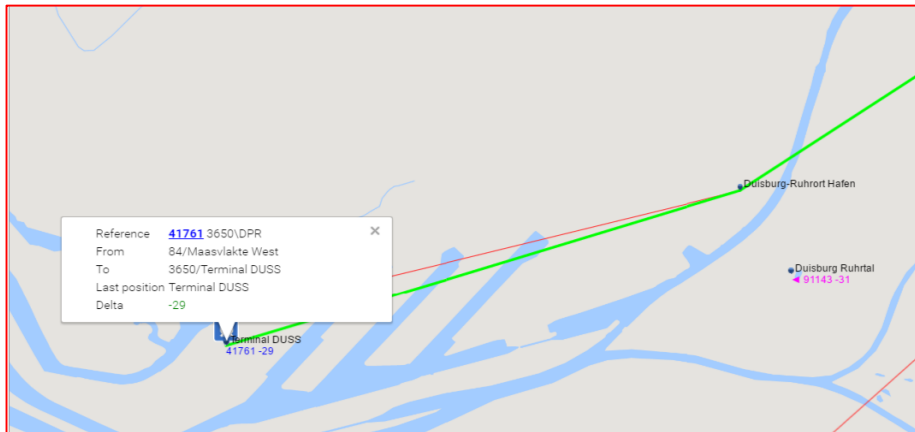 Duisburg-Ruhrort Hafen
Reference 41761 3650\DPR
From 84/Maasvlakte West
To 3650/Terminal DUSS
Last position Terminal DUSS
Delta -29
Duisburg Ruhrtal
◄ 91143 -31
Terminal DUSS
41761 -29